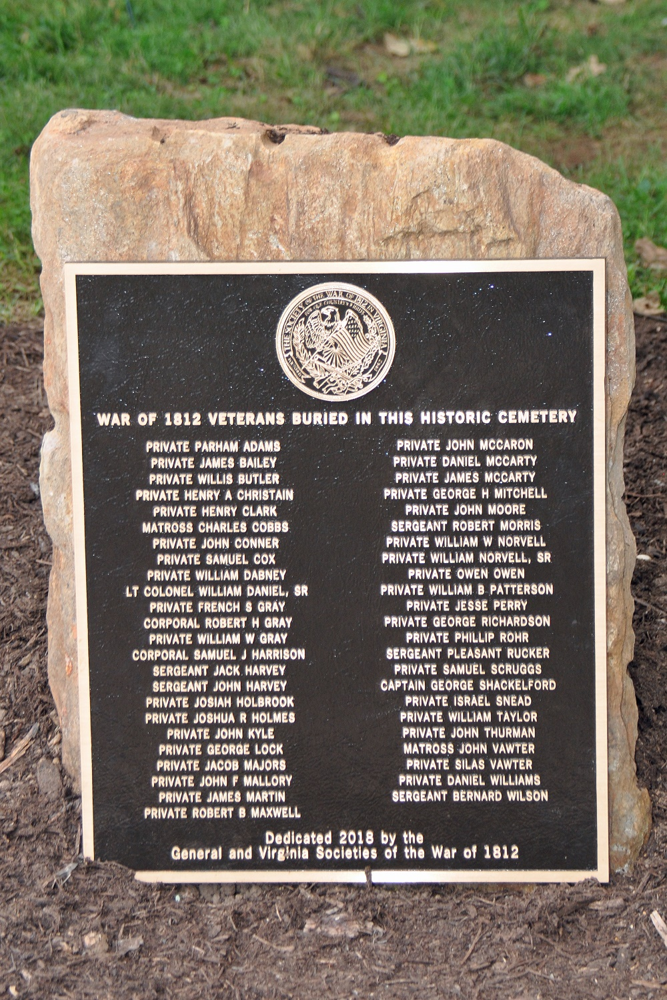 THE SOCIETY OF THE WAR OF 1812 IN VIRGINIA
FOR OUR COUNTRY'S RIGHTS
WAR OF 1812 VETERANS BURIED IN THIS HISTORIC CEMETERY
PRIVATE PARHAM ADAMS
PRIVATE JAMES BAILEY
PRIVATE WILLIS BUTLER
PRIVATE HENRY A CHRISTAIN
PRIVATE HENRY CLARK
MATROSS CHARLES COBBS
PRIVATE JOHN CONNER
PRIVATE SAMUEL COX
PRIVATE WILLIAM DABNEY
LT COLONEL WILLIAM DANIEL, SR
PRIVATE FRENCH S GRAY
CORPORAL ROBERT H GRAY
PRIVATE WILLIAM W GRAY
CORPORAL SAMUEL J HARRISON
SERGEANT JACK HARVEY
SERGEANT JOHN HARVEY
PRIVATE JOSIAH HOLBROOK
PRIVATE JOSHUA R HOLMES
PRIVATE JOHN KYLE
PRIVATE GEORGE LOCK
PRIVATE JACOB MAJORS
PRIVATE JOHN F MALLORY
PRIVATE JAMES MARTIN
PRIVATE ROBERT B MAXWELL
PRIVATE JOHN MCCARON
PRIVATE DANIEL MCCARTY
PRIVATE JAMES MCCARTY
PRIVATE GEORGE H MITCHELL
PRIVATE JOHN MOORE
SERGEANT ROBERT MORRIS
PRIVATE WILLIAM W NORVELL
PRIVATE WILLIAM NORVELL, SR
PRIVATE OWEN OWEN
PRIVATE WILLIAM B PATTERSON
PRIVATE JESSE PERRY
PRIVATE GEORGE RICHARDSON
PRIVATE PHILLIP ROHR
SERGEANT PLEASANT RUCKER
PRIVATE SAMUEL SCRUGGS
CAPTAIN GEORGE SHACKELFORD
PRIVATE ISRAEL SNEAD
PRIVATE WILLIAM TAYLOR
PRIVATE JOHN THURMAN
MATROSS JOHN VAWTER
PRIVATE SILAS VAWTER
PRIVATE DANIEL WILLIAMS
SERGEANT BERNARD WILSON
Dedicated 2018 by the
General and Virginia Societies of the War of 1812